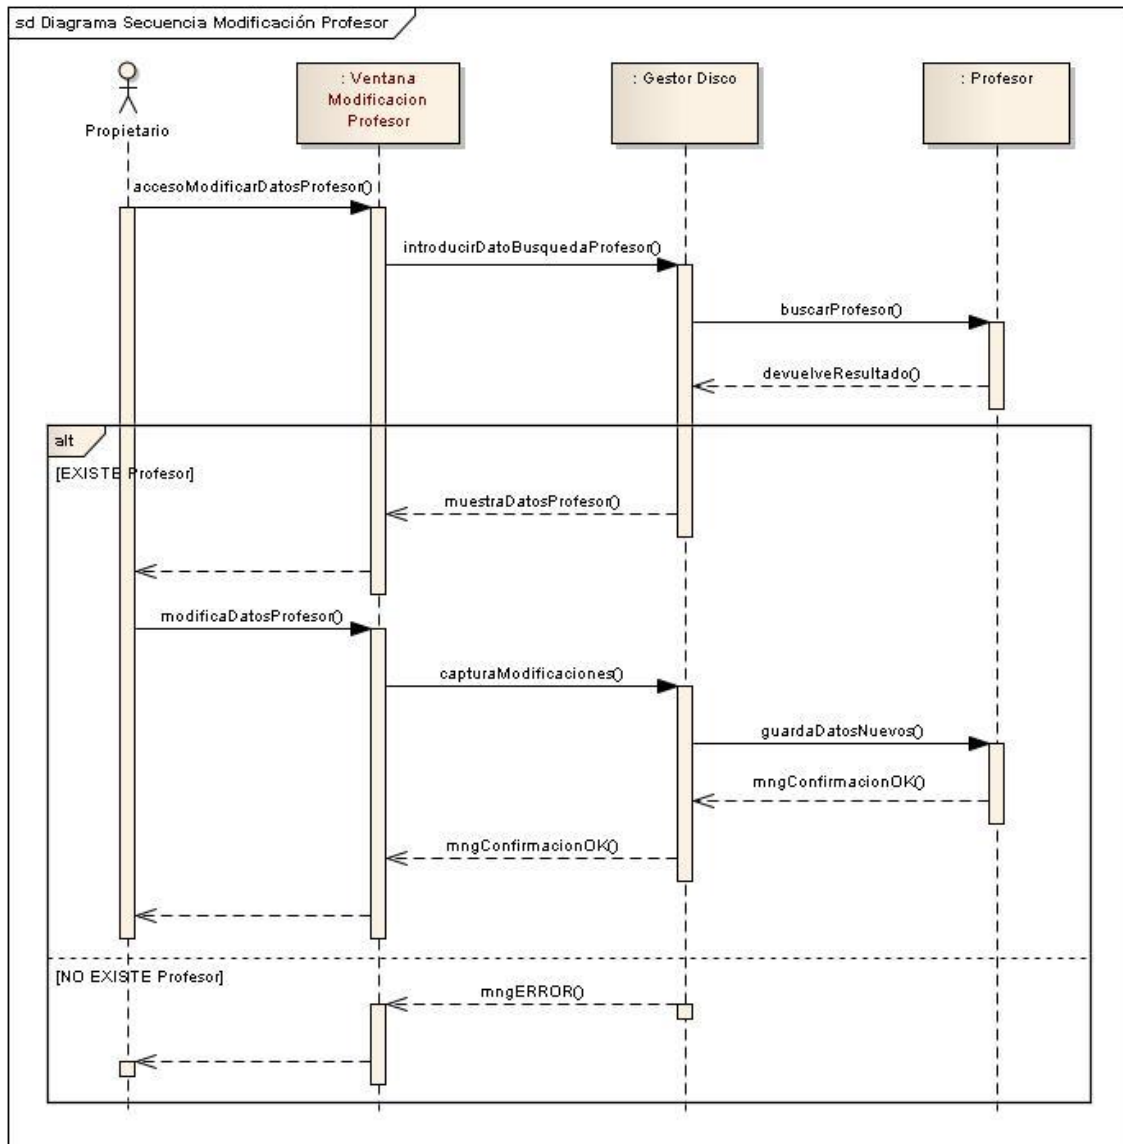 sd Diagrama Secuencia Modificación Profesor
Propietario
: Ventana
Modificacion
Profesor
: Gestor Disco
: Profesor
accesoModificarDatosProfesor()
introducirDatoBusquedaProfesor()
buscarProfesor()
devuelveResultado()
alt
[EXISTE Profesor]
muestraDatosProfesor()
modificaDatosProfesor()
capturaModificaciones()
guardaDatosNuevos()
mngConfirmacionOK()
mngConfirmacionOK()
[NO EXISTE Profesor]
mngERROR()